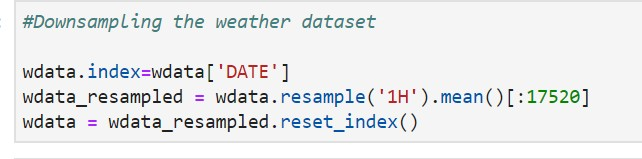 #Downsampling the weather dataset
wdata.index=wdata['DATE']
wdata_resampled = wdata.resample('1H').mean()[:17520]
wdata = wdata_resampled.reset_index()